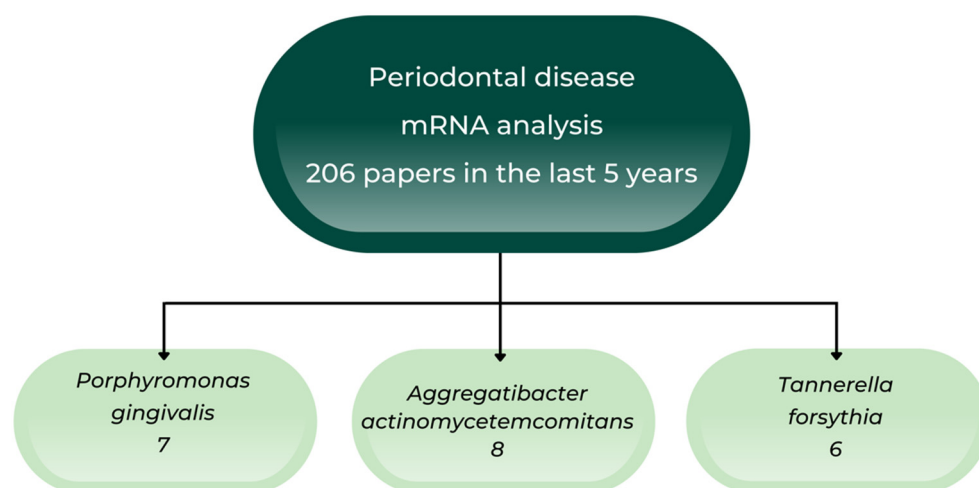 Periodontal disease
mRNA analysis
206 papers in the last 5 years
Porphyromonas
gingivalis
7
Aggregatibacter
actinomycetemcomitans
8
Tannerella
forsythia
6